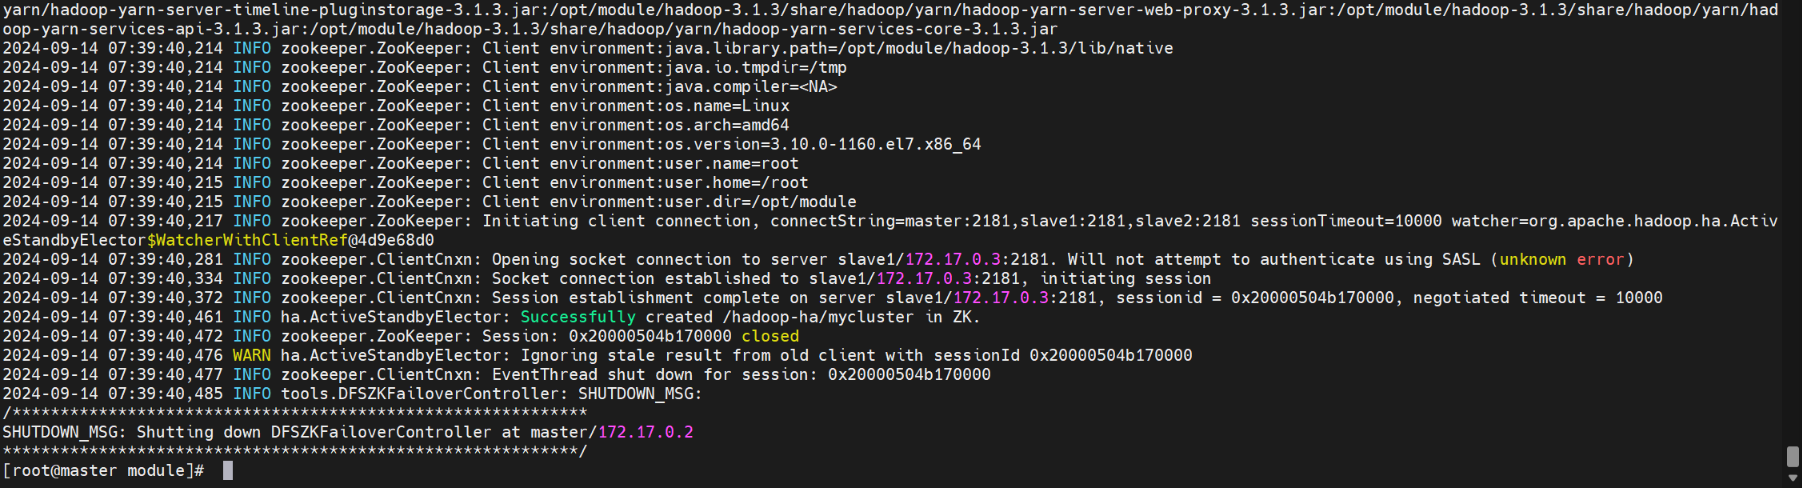 yarn/hadoop-yarn-server-timeline-pluginstorage-3.1.3.jar:/opt/module/hadoop-3.1.3/share/hadoop/yarn/hadoop-yarn-server-web-proxy-3.1.3.jar:/opt/module/hadoop-3.1.3/share/hadoop/yarn/had
oop-yarn-services-api-3.1.3.jar:/opt/module/hadoop-3.1.3/share/hadoop/yarn/hadoop-yarn-services-core-3.1.3.jar
2024-09-14 07:39:40,214 INFO zookeeper.ZooKeeper: Client environment:java.library.path=/opt/module/hadoop-3.1.3/lib/native
2024-09-14 07:39:40,214 INFO zookeeper.ZooKeeper: Client environment:java.io.tmpdir=/tmp
2024-09-14 07:39:40,214 INFO zookeeper.ZooKeeper: Client environment:java.compiler=<NA>
2024-09-14 07:39:40,214 INFO zookeeper.ZooKeeper: Client environment:os.name=Linux
2024-09-14 07:39:40,214 INFO zookeeper.ZooKeeper: Client environment:os.arch=amd64
2024-09-14 07:39:40,214 INFO zookeeper.ZooKeeper: Client environment:os.version=3.10.0-1160.el7.x86_64
2024-09-14 07:39:40,214 INFO zookeeper.ZooKeeper: Client environment:user.name=root
2024-09-14 07:39:40,215 INFO zookeeper.ZooKeeper: Client environment:user.home=/root
2024-09-14 07:39:40,215 INFO zookeeper.ZooKeeper: Client environment:user.dir=/opt/module
2024-09-14 07:39:40,217 INFO zookeeper.ZooKeeper: Initiating client connection, connectString=master:2181,slave1:2181,slave2:2181 sessionTimeout=10000 watcher=org.apache.hadoop.ha.Activ
eStandbyElector$WatcherWithClientRef@4d9e68d0
2024-09-14 07:39:40,281 INFO zookeeper.ClientCnxn: Opening socket connection to server slave1/172.17.0.3:2181. Will not attempt to authenticate using SASL (unknown error)
2024-09-14 07:39:40,334 INFO zookeeper.ClientCnxn: Socket connection established to slave1/172.17.0.3:2181, initiating session
2024-09-14 07:39:40,372 INFO zookeeper.ClientCnxn: Session establishment complete on server slave1/172.17.0.3:2181, sessionid = 0x20000504b170000, negotiated timeout = 10000
2024-09-14 07:39:40,461 INFO ha.ActiveStandbyElector: Successfully created /hadoop-ha/mycluster in ZK.
2024-09-14 07:39:40,472 INFO zookeeper.ZooKeeper: Session: 0x20000504b170000 closed
2024-09-14 07:39:40,476 WARN ha.ActiveStandbyElector: Ignoring stale result from old client with sessionId 0x20000504b170000
2024-09-14 07:39:40,477 INFO zookeeper.ClientCnxn: EventThread shut down for session: 0x20000504b170000
2024-09-14 07:39:40,485 INFO tools.DFSZKFailoverController: SHUTDOWN_MSG:
/************************************************************
SHUTDOWN_MSG: Shutting down DFSZKFailoverController at master/172.17.0.2
************************************************************/
[root@master module]#